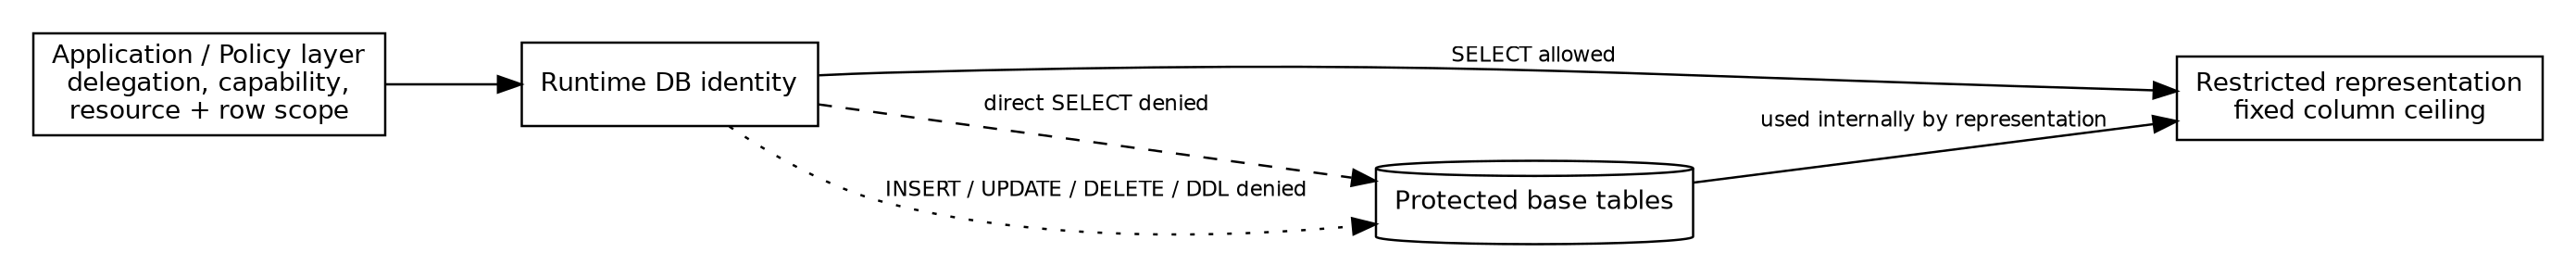 Application / Policy layer
delegation, capability,
resource + row scope
Runtime DB identity
SELECT allowed
direct SELECT denied
INSERT / UPDATE / DELETE / DDL denied
Protected base tables
used internally by representation
Restricted representation
fixed column ceiling